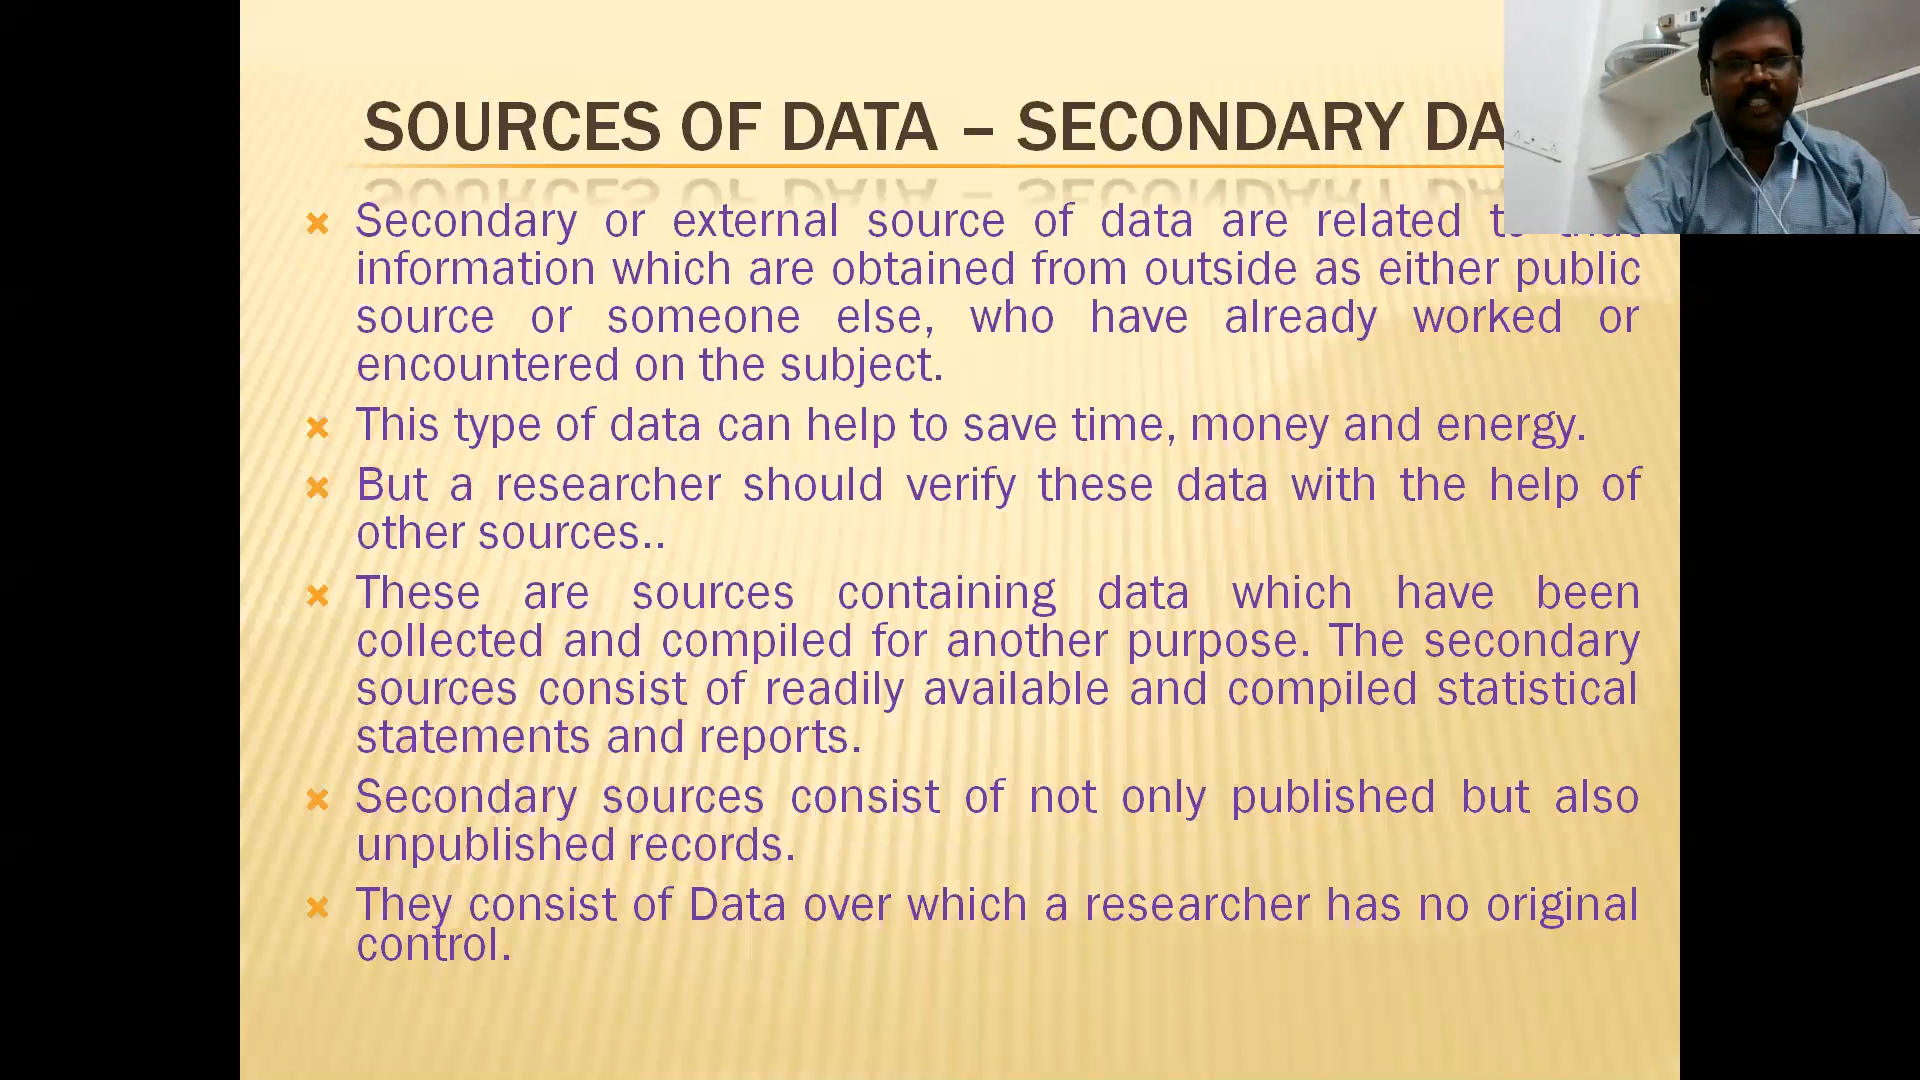 SOURCES OF DATA – SECONDARY
Secondary or external source of data are related
information which are obtained from outside as either public
source or someone else, who have already worked or
encountered on the subject.
This type of data can help to save time, money and energy.
But a researcher should verify these data with the help of
other sources..
These are sources containing data which have been
collected and compiled for another purpose. The secondary
sources consist of readily available and compiled statistical
statements and reports.
Secondary sources consist of not only published but also
unpublished records.
They consist of Data over which a researcher has no original
control.